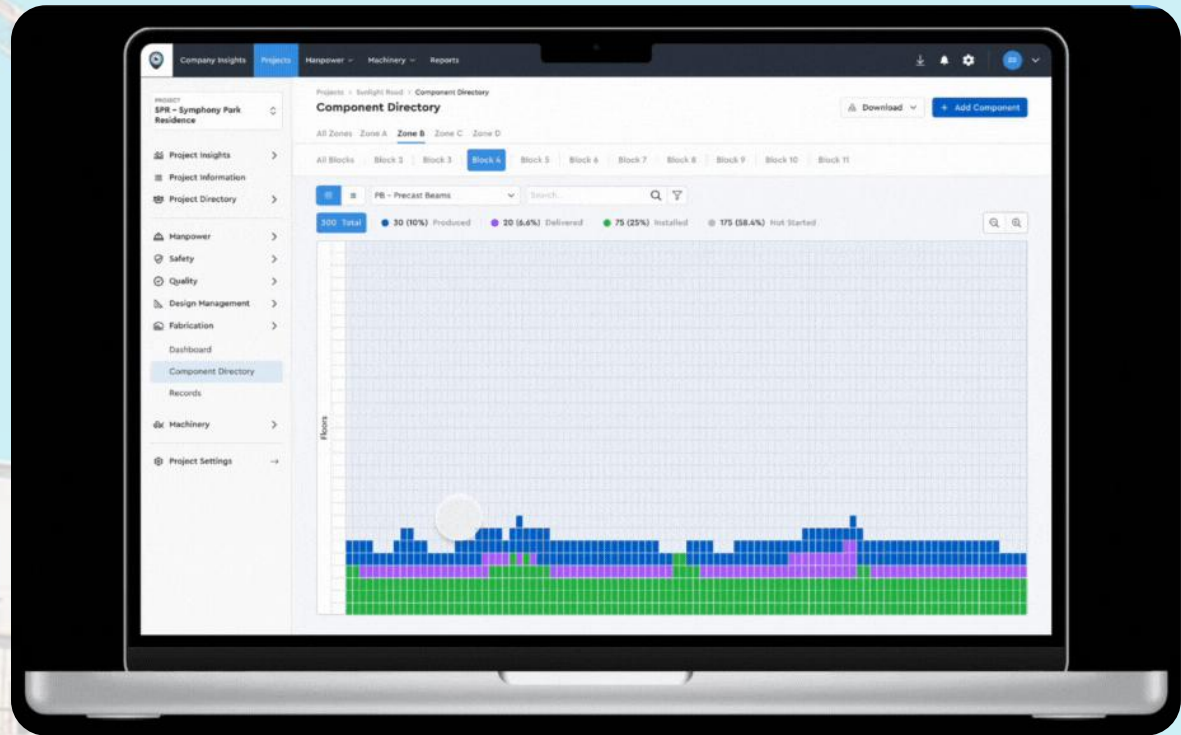 Company Insights Projects Manpower Machinery Reports
PROJECT
SPR - Symphony Park
Residence
Project Insights
Project Information
Project Directory
Manpower
Safety
Quality
Design Management
Fabrication
Dashboard
Component Directory
Records
Machinery
Project Settings
Projects Sunlight Road Component Directory
Component Directory
Download + Add Component
All Zones Zone A Zone B Zone C Zone D
All Blocks Block 2 Block 3 Block 4 Block 5 Block 6 Block 7 Block 8 Block 9 Block 10 Block 11
PB - Precast Beams Search...
300 Total 30 (10%) Produced 20 (6.6%) Delivered 75 (25%) Installed 175 (58.4%) Not Started
Floors